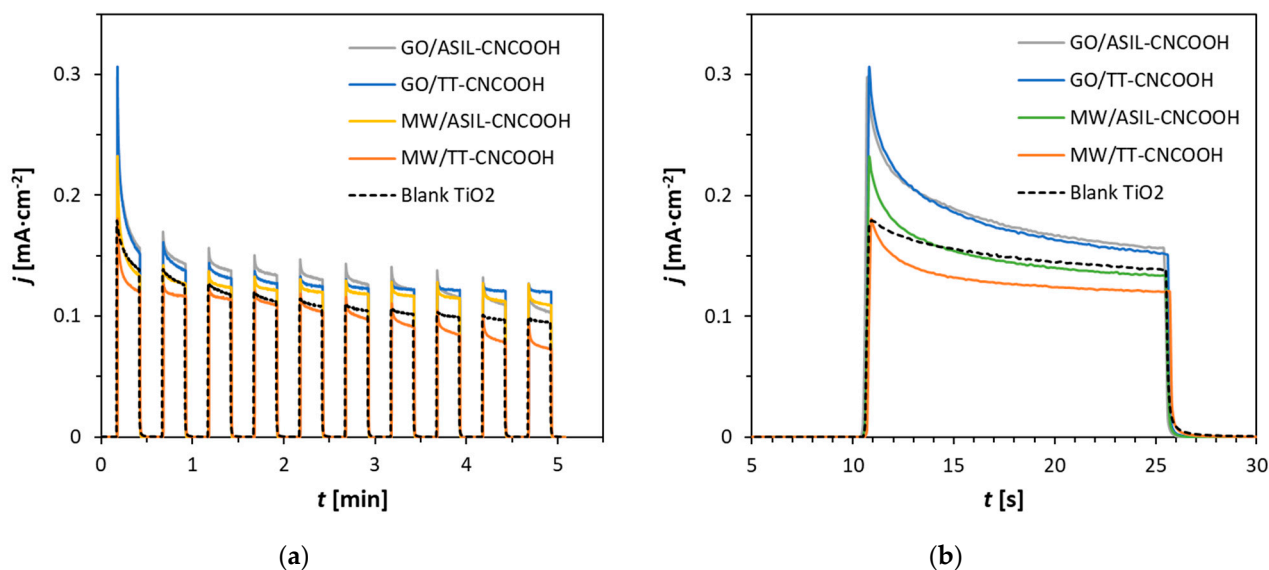 GO/ASIL-CNCOOH
GO/TT-CNCOOH
MW/ASIL-CNCOOH
MW/TT-CNCOOH
Blank TiO2
0.3
0.2
0.1
0
j [mA·cm⁻²]
0 1 2 3 4 5
t [min]
(a)
GO/ASIL-CNCOOH
GO/TT-CNCOOH
MW/ASIL-CNCOOH
MW/TT-CNCOOH
Blank TiO2
0.3
0.2
0.1
0
j [mA·cm⁻²]
5 10 15 20 25 30
t [s]
(b)